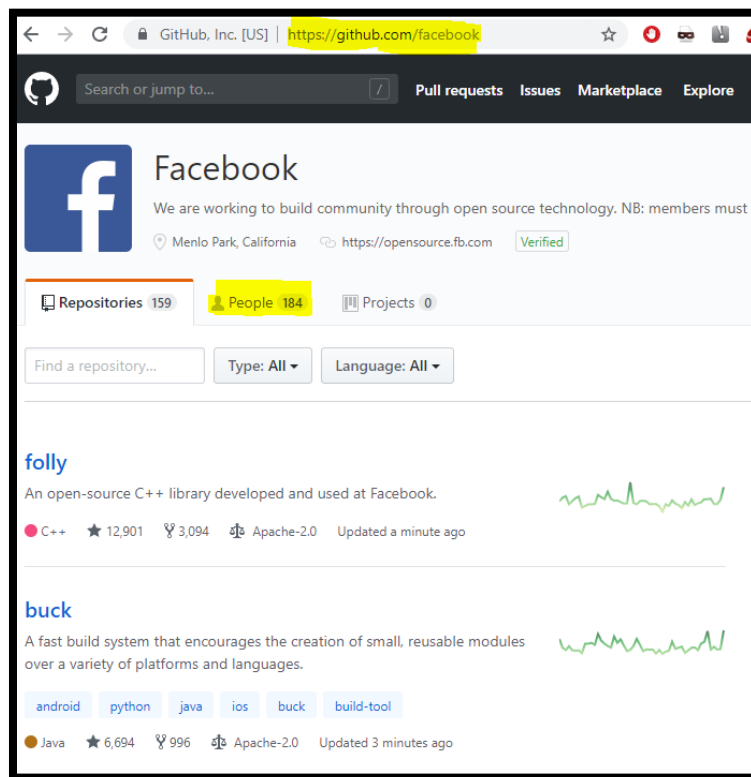 GitHub, Inc. [US] | https://github.com/facebook
Search or jump to... / Pull requests Issues Marketplace Explore
Facebook
We are working to build community through open source technology. NB: members must
Menlo Park, California https://opensource.fb.com Verified
Repositories 159 People 184 Projects 0
Find a repository... Type: All Language: All
folly
An open-source C++ library developed and used at Facebook.
C++ 12,901 3,094 Apache-2.0 Updated a minute ago
buck
A fast build system that encourages the creation of small, reusable modules
over a variety of platforms and languages.
android python java ios buck build-tool
Java 6,694 996 Apache-2.0 Updated 3 minutes ago